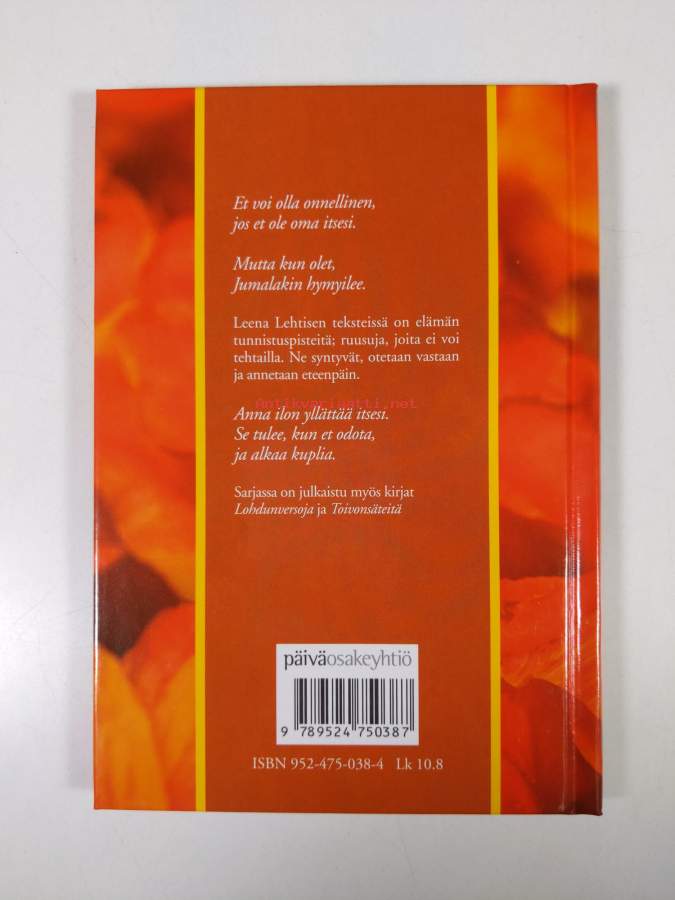 Et voi olla onnellinen,
jos et ole oma itsesi.
Mutta kun olet,
Jumalakin hymyilee.
Leena Lehtisen teksteissä on elämän
tunnistuspisteitä; ruusuja, joita ei voi
tehtailla. Ne syntyvät, otetaan vastaan
ja annetaan eteenpäin.
Antikvariaatti.net
Anna ilon yllättää itsesi.
Se tulee, kun et odota,
ja alkaa kuplia.
Sarjassa on julkaistu myös kirjat
Lohdunversoja ja Toivonsäteitä
päiväosakeyhtiö
9 789524 750387
ISBN 952-475-038-4 Lk 10.8